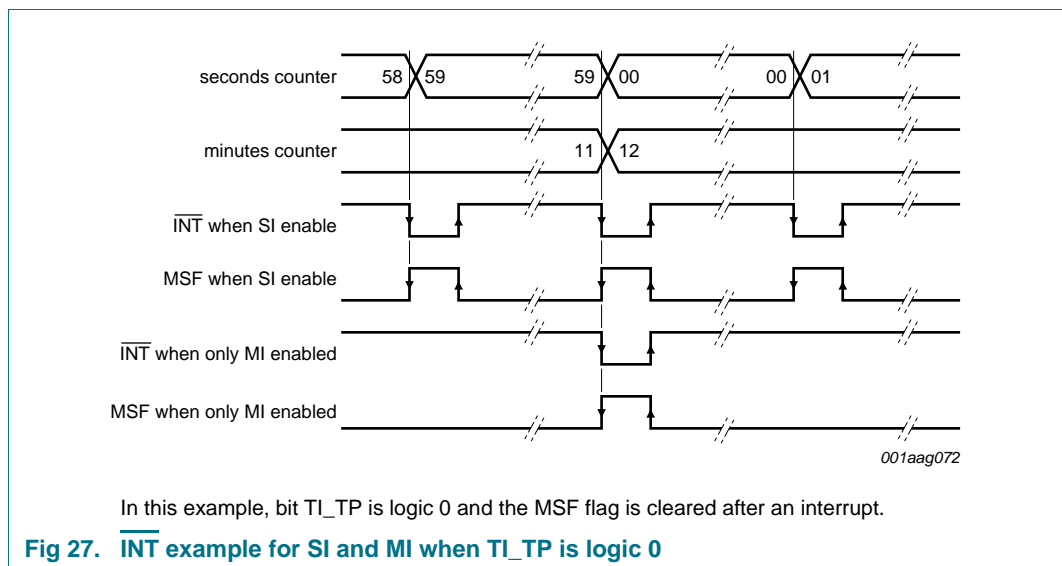 seconds counter 58 59 59 00 00 01
minutes counter 11 12
INT when SI enable
MSF when SI enable
INT when only MI enabled
MSF when only MI enabled
001aag072
In this example, bit TI_TP is logic 0 and the MSF flag is cleared after an interrupt.
Fig 27. INT example for SI and MI when TI_TP is logic 0